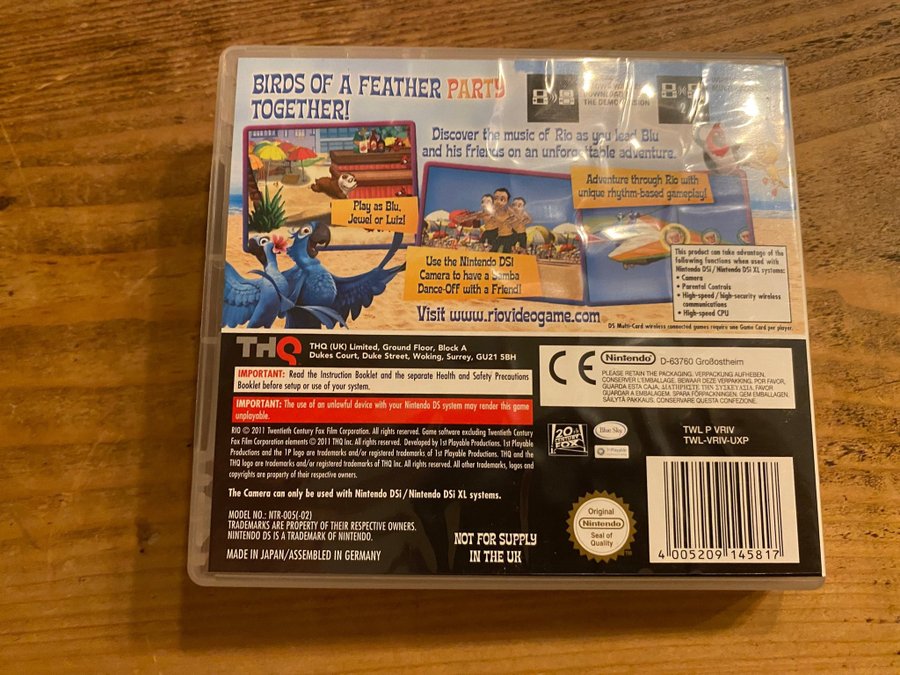 BIRDS OF A FEATHER PARTY
TOGETHER!
DOWNLOAD
THE DEMO VERSION
Discover the music of Rio as you lead Blu
and his friends on an unforgettable adventure.
Play as Blu,
Jewel or Luiz!
Adventure through Rio with
unique rhythm-based gameplay!
Use the Nintendo DSi
Camera to have a Samba
Dance-Off with a Friend!
This product can take advantage of the
following functions when used with
Nintendo DSi / Nintendo DSi XL systems:
• Camera
• Parental Controls
• High-speed / high-security wireless
communications
• High-speed CPU
Visit www.riovideogame.com
DS Multi-Card wireless connected games require one Game Card per player.
THQ
THQ (UK) Limited, Ground Floor, Block A
Dukes Court, Duke Street, Woking, Surrey, GU21 5BH
IMPORTANT: Read the Instruction Booklet and the separate Health and Safety Precautions
Booklet before setup or use of your system.
IMPORTANT: The use of an unlawful device with your Nintendo DS system may render this game
unplayable.
RIO © 2011 Twentieth Century Fox Film Corporation. All rights reserved. Game software excluding Twentieth Century
Fox Film Corporation elements © 2011 THQ Inc. All rights reserved. Developed by 1st Playable Productions. 1st Playable
Productions and the 1P logo are trademarks and/or registered trademarks of 1st Playable Productions. THQ and the
THQ logo are trademarks and/or registered trademarks of THQ Inc. All rights reserved. All other trademarks, logos and
copyrights are property of their respective owners.
The Camera can only be used with Nintendo DSi / Nintendo DSi XL systems.
MODEL NO.: NTR-005(-02)
TRADEMARKS ARE PROPERTY OF THEIR RESPECTIVE OWNERS.
NINTENDO DS IS A TRADEMARK OF NINTENDO.
MADE IN JAPAN/ASSEMBLED IN GERMANY
NOT FOR SUPPLY
IN THE UK
CE Nintendo D-63760 Großostheim
PLEASE RETAIN THE PACKAGING. VERPACKUNG AUFHEBEN.
CONSERVER L'EMBALLAGE. BEWAAR DEZE VERPAKKING. POR FAVOR,
GUARDA ESTA CAJA. ΔΙΑΤΗΡΗΣΤΕ ΤΗΝ ΣΥΣΚΕΥΑΣΙΑ. BEHOLD EMBALLAGEN.
GUARDAR A EMBALAGEM. SPARA FÖRPACKNINGEN. GEM EMBALLAGEN.
SÄILYTÄ PAKKAUS. CONSERVARE QUESTA CONFEZIONE.
20th
CENTURY
FOX
Blue Sky
TWL P VRIV
TWL-VRIV-UXP
Original
Nintendo
Seal of
Quality
4 005209 145817